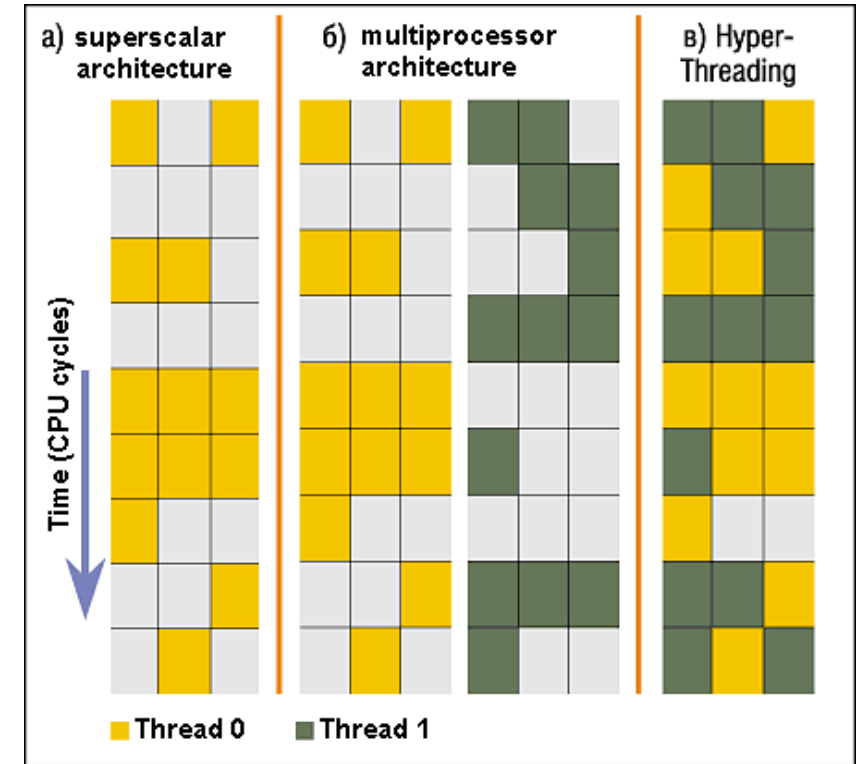 а) superscalar
architecture
б) multiprocessor
architecture
в) Hyper-
Threading
Time (CPU cycles)
Thread 0
Thread 1